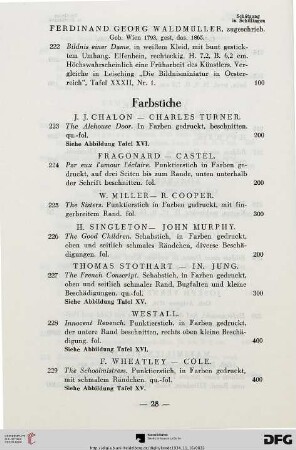 Schätzung
in Schillingen
FERDINAND GEORG WALDMÜLLER, zugeschrieb.
Geb. Wien 1793, gest. das. 1865.
222 Bildnis einer Dame, in weißem Kleid, mit bunt gestick-
tem Umhang. Elfenbein, rechteckig. H. 7,2, B. 6,2 cm.
Höchstwahrscheinlich eine Früharbeit des Künstlers. Ver-
gleiche in Leisching „Die Bildnisminiatur in Oester-
reich", Tafel XXXII, Nr. 1. 100
Farbstiche
J. J. CHALON — CHARLES TURNER.
223 The Alehouse Door. In Farben gedruckt, beschnitten.
qu.-fol. 200
Siehe Abbildung Tafel XVI.
FRAGONARD — CASTEL.
224 Par eux l'amour l'éclaire. Punktierstich in Farben ge-
druckt, auf drei Seiten bis zum Rande, unten unterhalb
der Schrift beschnitten. fol. 200
W. MILLER— R. COOPER.
225 The Sisters. Punktierstich in Farben gedruckt, mit fin-
gerbreitem Rand. fol. 200
H. SINGLETON— JOHN MURPHY.
226 The Good Children. Schabstich, in Farben gedruckt,
oben und seitlich schmales Rändchen, diverse Beschä-
digungen. fol. 200
THOMAS STOTHART — IN. JUNG.
227 The French Conscript. Schabstich, in Farben gedruckt,
oben und seitlich schmaler Rand, Bugfalten und kleine
Beschädigungen. qu.-fol. 300
Siehe Abbildung Tafel XV.
WESTALL.
228 Innocent Revench. Punktierstich, in Farben gedruckt,
der untere Rand beschnitten, rechts oben kleine Beschä-
digung. fol. 400
Siehe Abbildung Tafel XVI.
F. WHEATLEY — COLE.
229 The Schoolmistress. Punktierstich, in Farben gedruckt,
mit schmalem Rändchen. qu.-fol. 400
Siehe Abbildung Tafel XV.
— 28 —
UNIVERSITÄTS-
BIBLIOTHEK
HEIDELBERG
DFG